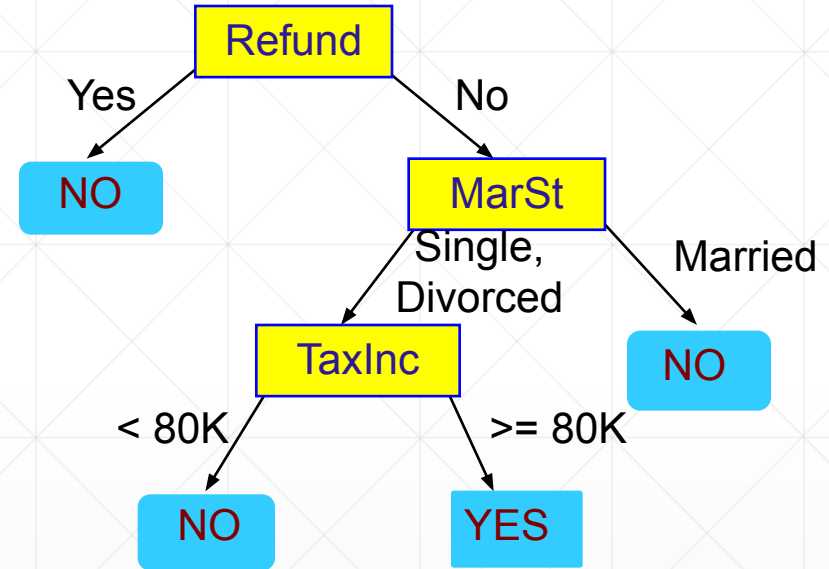 Refund
Yes
No
NO
MarSt
Single,
Divorced
Married
TaxInc
NO
< 80K
>= 80K
NO
YES